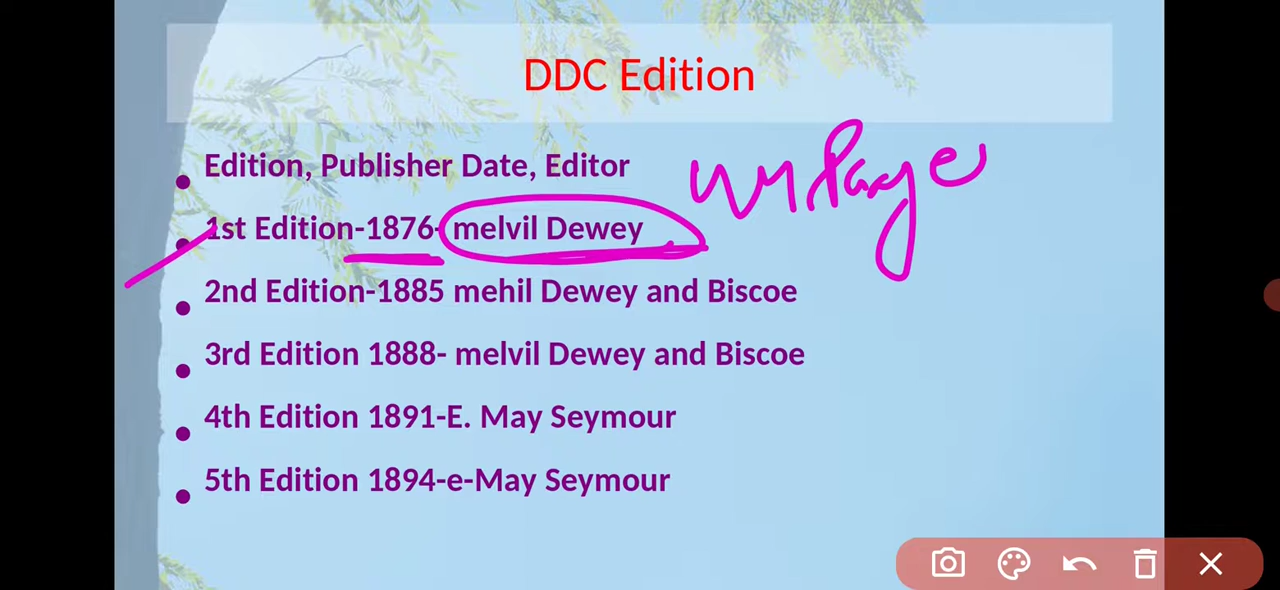 DDC Edition
Edition, Publisher Date, Editor
1st Edition-1876- melvil Dewey
2nd Edition-1885 mehil Dewey and Biscoe
3rd Edition 1888- melvil Dewey and Biscoe
4th Edition 1891-E. May Seymour
5th Edition 1894-e-May Seymour